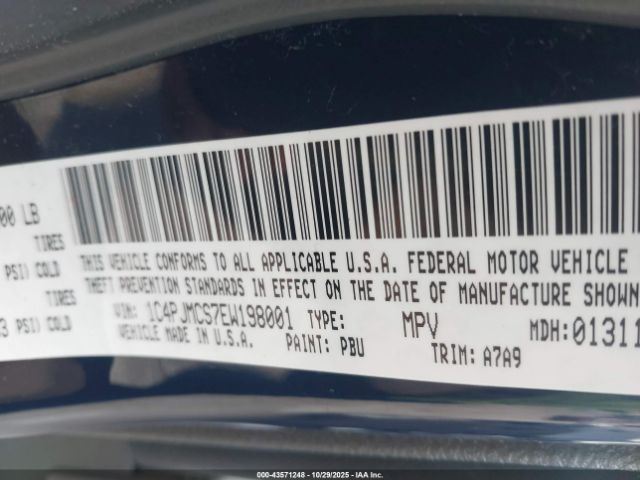 00 LB
TIRES
PSI) COLD
TIRES
3 PSI) COLD
THIS VEHICLE CONFORMS TO ALL APPLICABLE U.S.A. FEDERAL MOTOR VEHICLE
THEFT PREVENTION STANDARDS IN EFFECT ON THE DATE OF MANUFACTURE SHOWN
VIN: 1C4PJMCS7EW198001 TYPE: MPV MDH:01311
VEHICLE MADE IN U.S.A. PAINT: PBU TRIM: A7A9
000-43571248 - 10/29/2025 - IAA Inc.